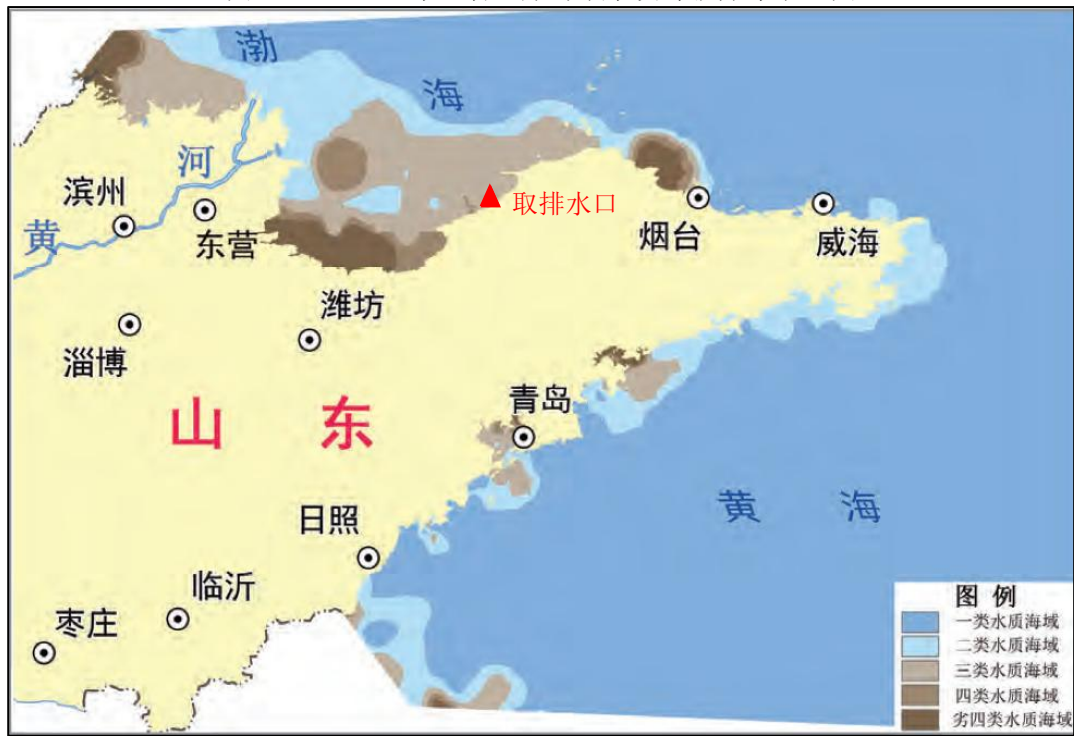 渤
海
河
滨州
取排水口
黄
东营
烟台
威海
潍坊
淄博
山东
青岛
黄海
日照
临沂
枣庄
图例
一类水质海域
二类水质海域
三类水质海域
四类水质海域
劣四类水质海域